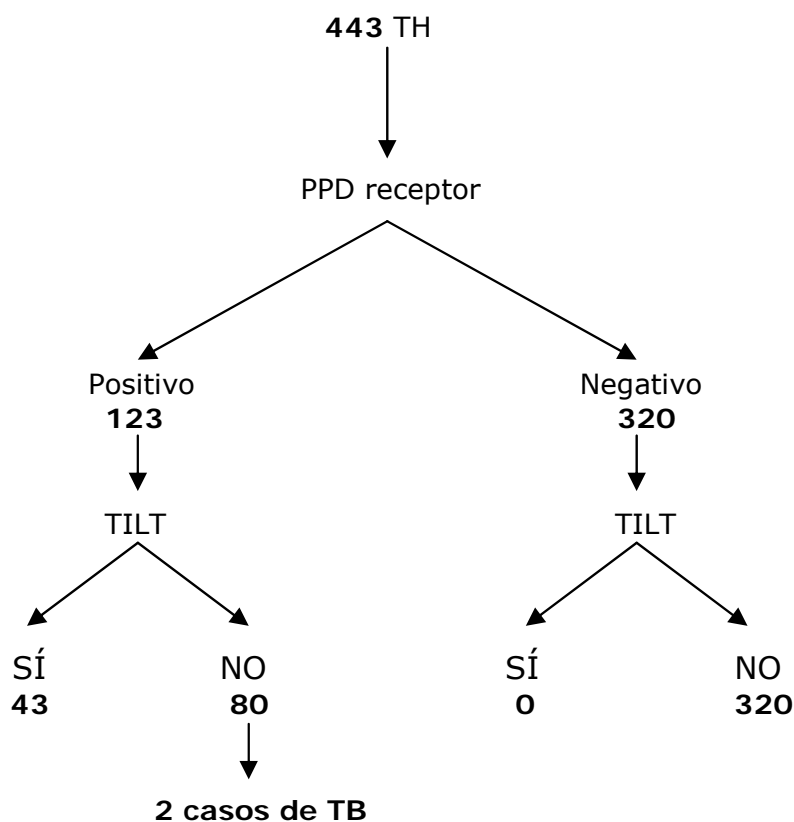 443 TH
PPD receptor
Positivo
123
Negativo
320
TILT
TILT
SÍ
43
NO
80
SÍ
0
NO
320
2 casos de TB